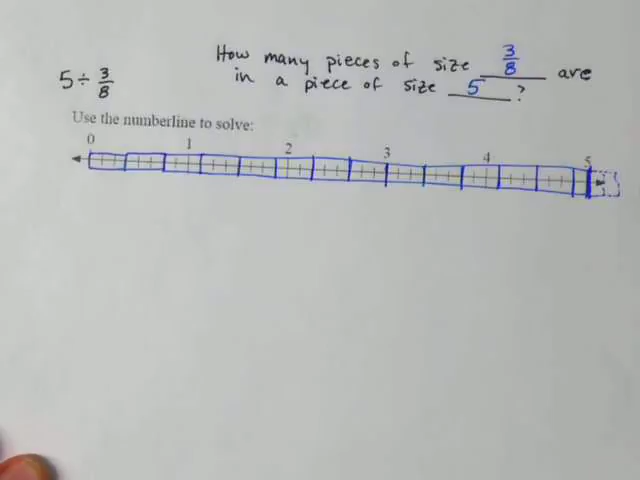 How many pieces of size 3/8 are
5 ÷ 3/8 in a piece of size 5 ?
Use the numberline to solve:
0 1 2 3 4 5